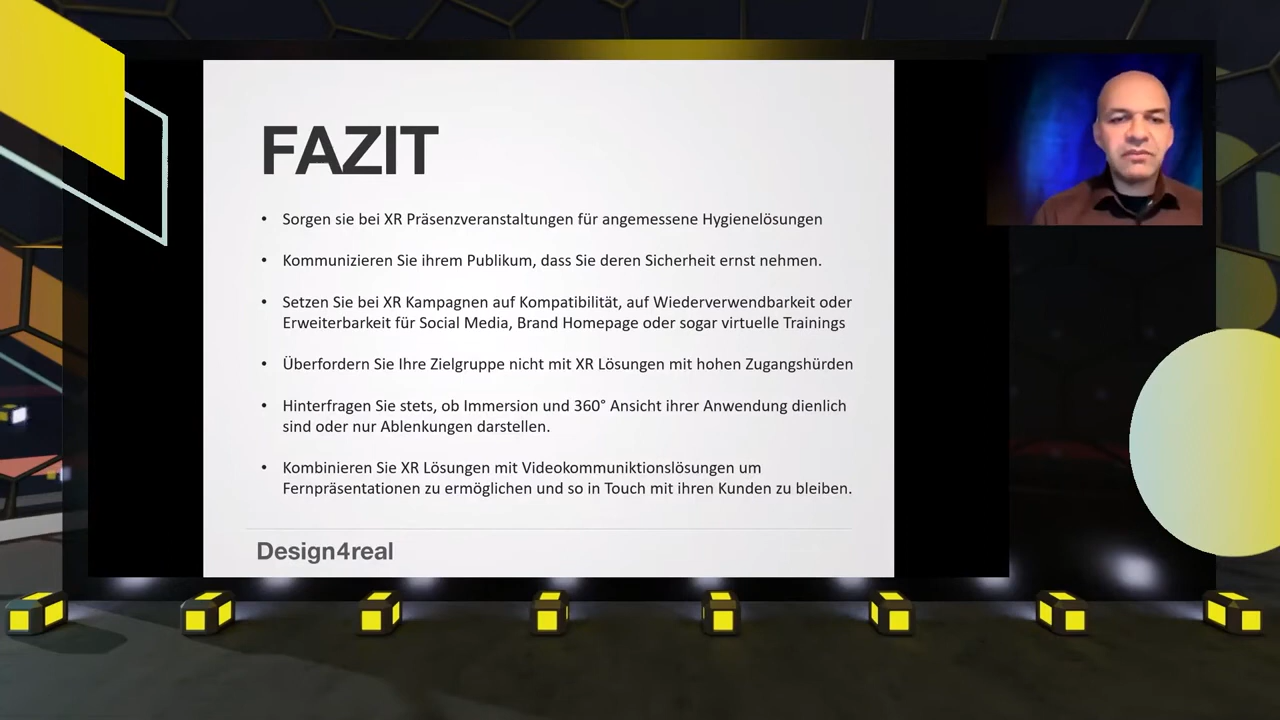 FAZIT
• Sorgen sie bei XR Präsenzveranstaltungen für angemessene Hygienelösungen
• Kommunizieren Sie ihrem Publikum, dass Sie deren Sicherheit ernst nehmen.
• Setzen Sie bei XR Kampagnen auf Kompatibilität, auf Wiederverwendbarkeit oder
Erweiterbarkeit für Social Media, Brand Homepage oder sogar virtuelle Trainings
• Überfordern Sie Ihre Zielgruppe nicht mit XR Lösungen mit hohen Zugangshürden
• Hinterfragen Sie stets, ob Immersion und 360° Ansicht ihrer Anwendung dienlich
sind oder nur Ablenkungen darstellen.
• Kombinieren Sie XR Lösungen mit Videokommuniktionslösungen um
Fernpräsentationen zu ermöglichen und so in Touch mit ihren Kunden zu bleiben.
Design4real